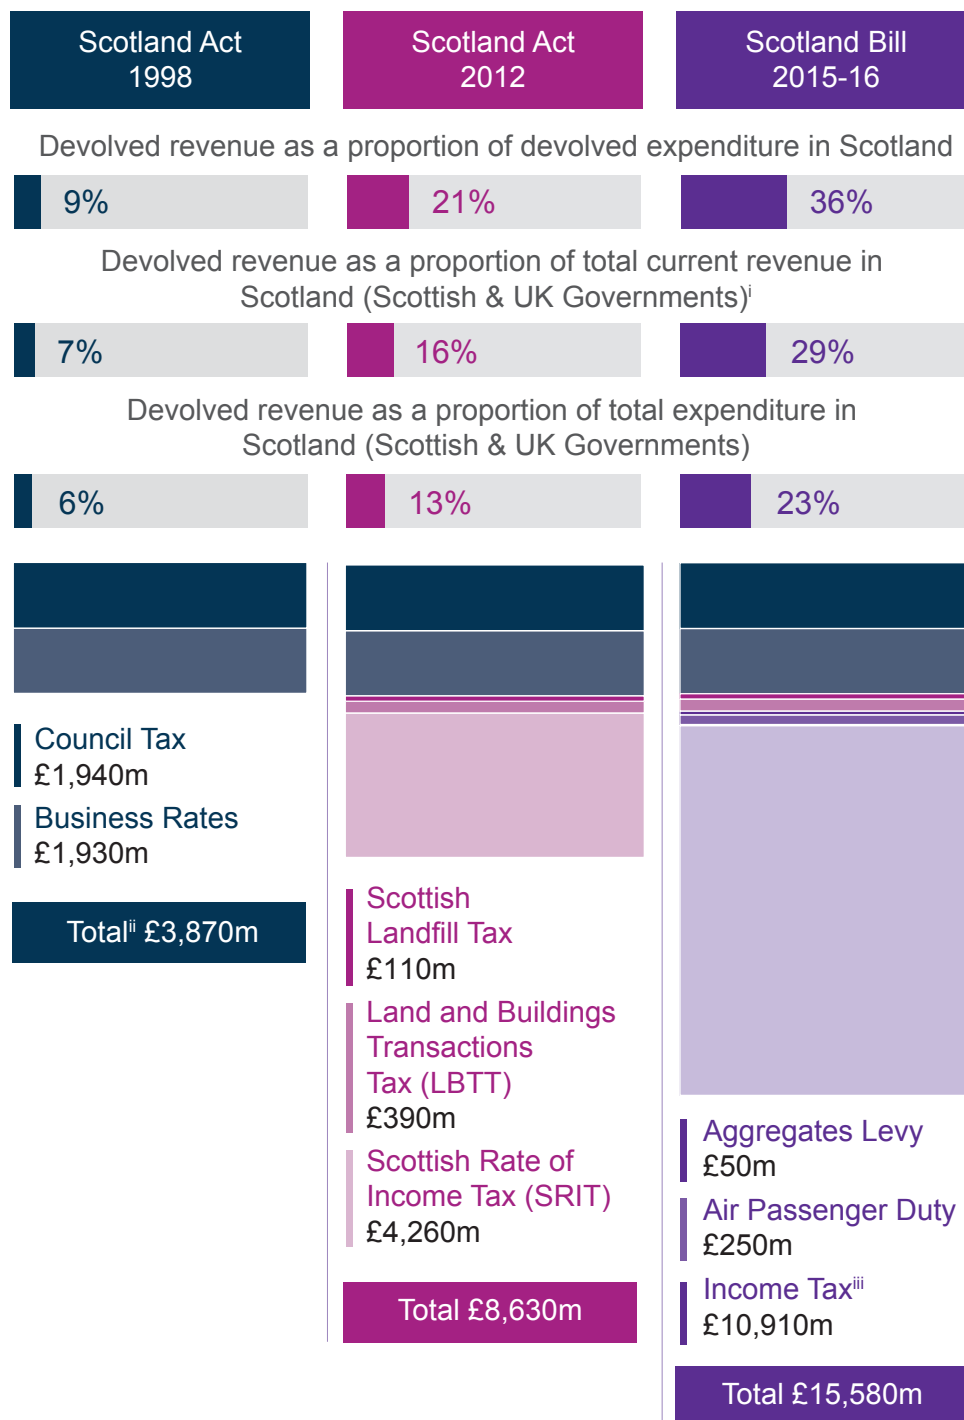 Scotland Act
1998
Scotland Act
2012
Scotland Bill
2015-16
Devolved revenue as a proportion of devolved expenditure in Scotland
9%
21%
36%
Devolved revenue as a proportion of total current revenue in
Scotland (Scottish & UK Governments)ⁱ
7%
16%
29%
Devolved revenue as a proportion of total expenditure in
Scotland (Scottish & UK Governments)
6%
13%
23%
Council Tax
£1,940m
Business Rates
£1,930m
Totalⁱⁱ £3,870m
Scottish
Landfill Tax
£110m
Land and Buildings
Transactions
Tax (LBTT)
£390m
Scottish Rate of
Income Tax (SRIT)
£4,260m
Total £8,630m
Aggregates Levy
£50m
Air Passenger Duty
£250m
Income Taxⁱⁱⁱ
£10,910m
Total £15,580m